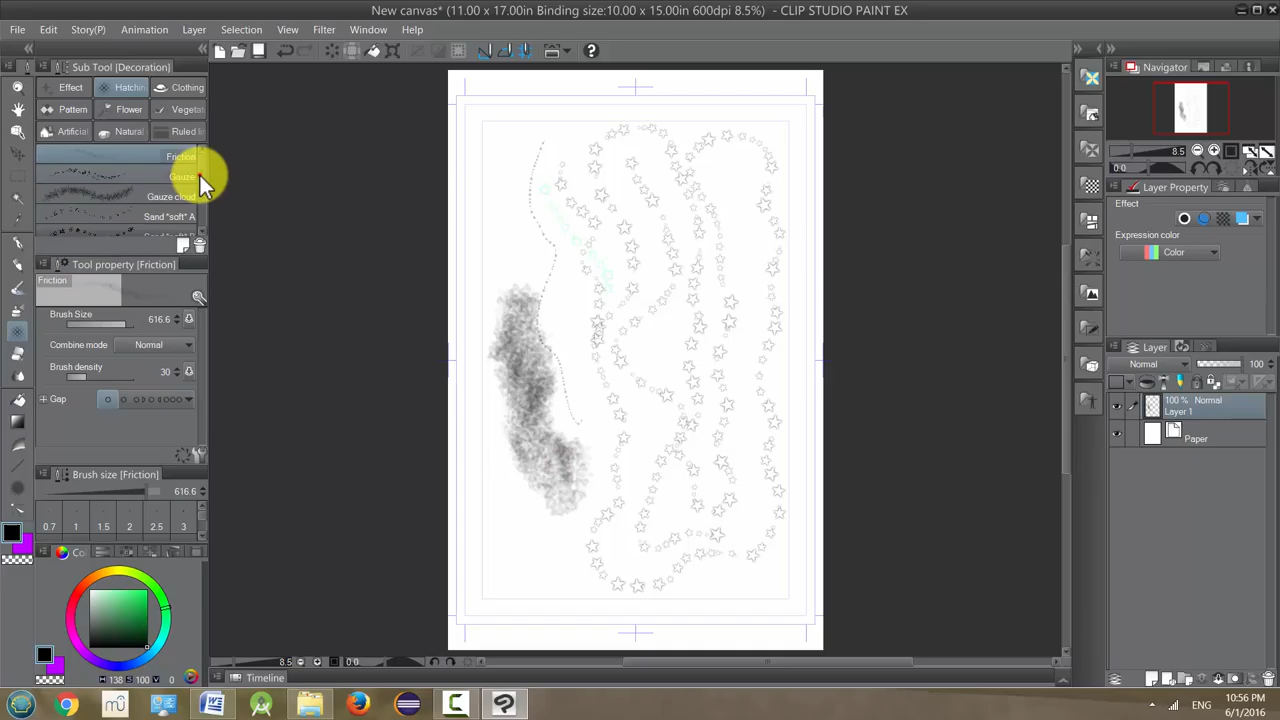 New canvas* (11.00 x 17.00in Binding size:10.00 x 15.00in 600dpi 8.5%) - CLIP STUDIO PAINT EX
File Edit Story(P) Animation Layer Selection View Filter Window Help
Sub Tool [Decoration]
Effect Hatchin Clothing
Pattern Flower Vegeta
Artificial Natural Ruled li
Friction
Gauze
Gauze cloud
Sand "soft" A
Tool property [Friction]
Friction
Brush Size 616.6
Combine mode Normal
Brush density 30
Gap
Brush size [Friction]
616.6
0.7 1 1.5 2 2.5 3
Co
H 138 S 100 V 0
8.5 0.0
Timeline
Navigator
8.5
0.0
Layer Property
Effect
Expression color
Color
Layer
Normal 100
100 % Normal
Layer 1
Paper
ENG
10:56 PM
6/1/2016